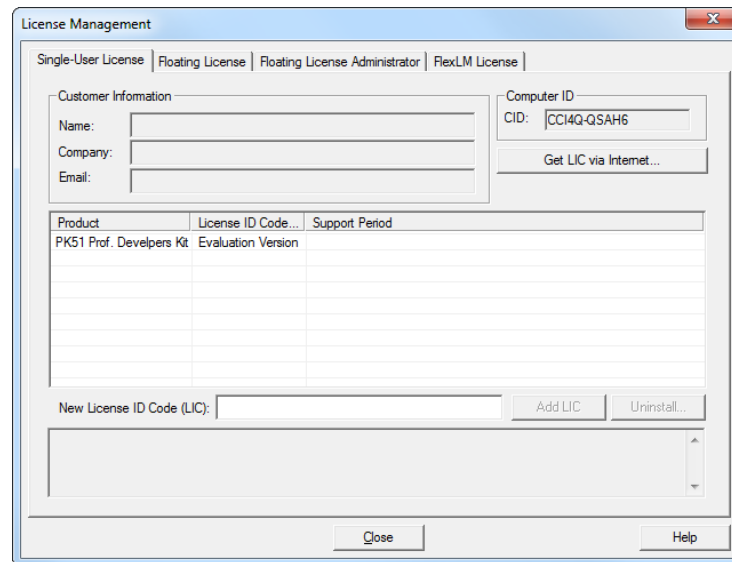 License Management
Single-User License Floating License Floating License Administrator FlexLM License
Customer Information
Name:
Company:
Email:
Computer ID
CID: CCI4Q-QSAH6
Get LIC via Internet...
Product License ID Code... Support Period
PK51 Prof. Develpers Kit Evaluation Version
New License ID Code (LIC): Add LIC Uninstall...
Close Help